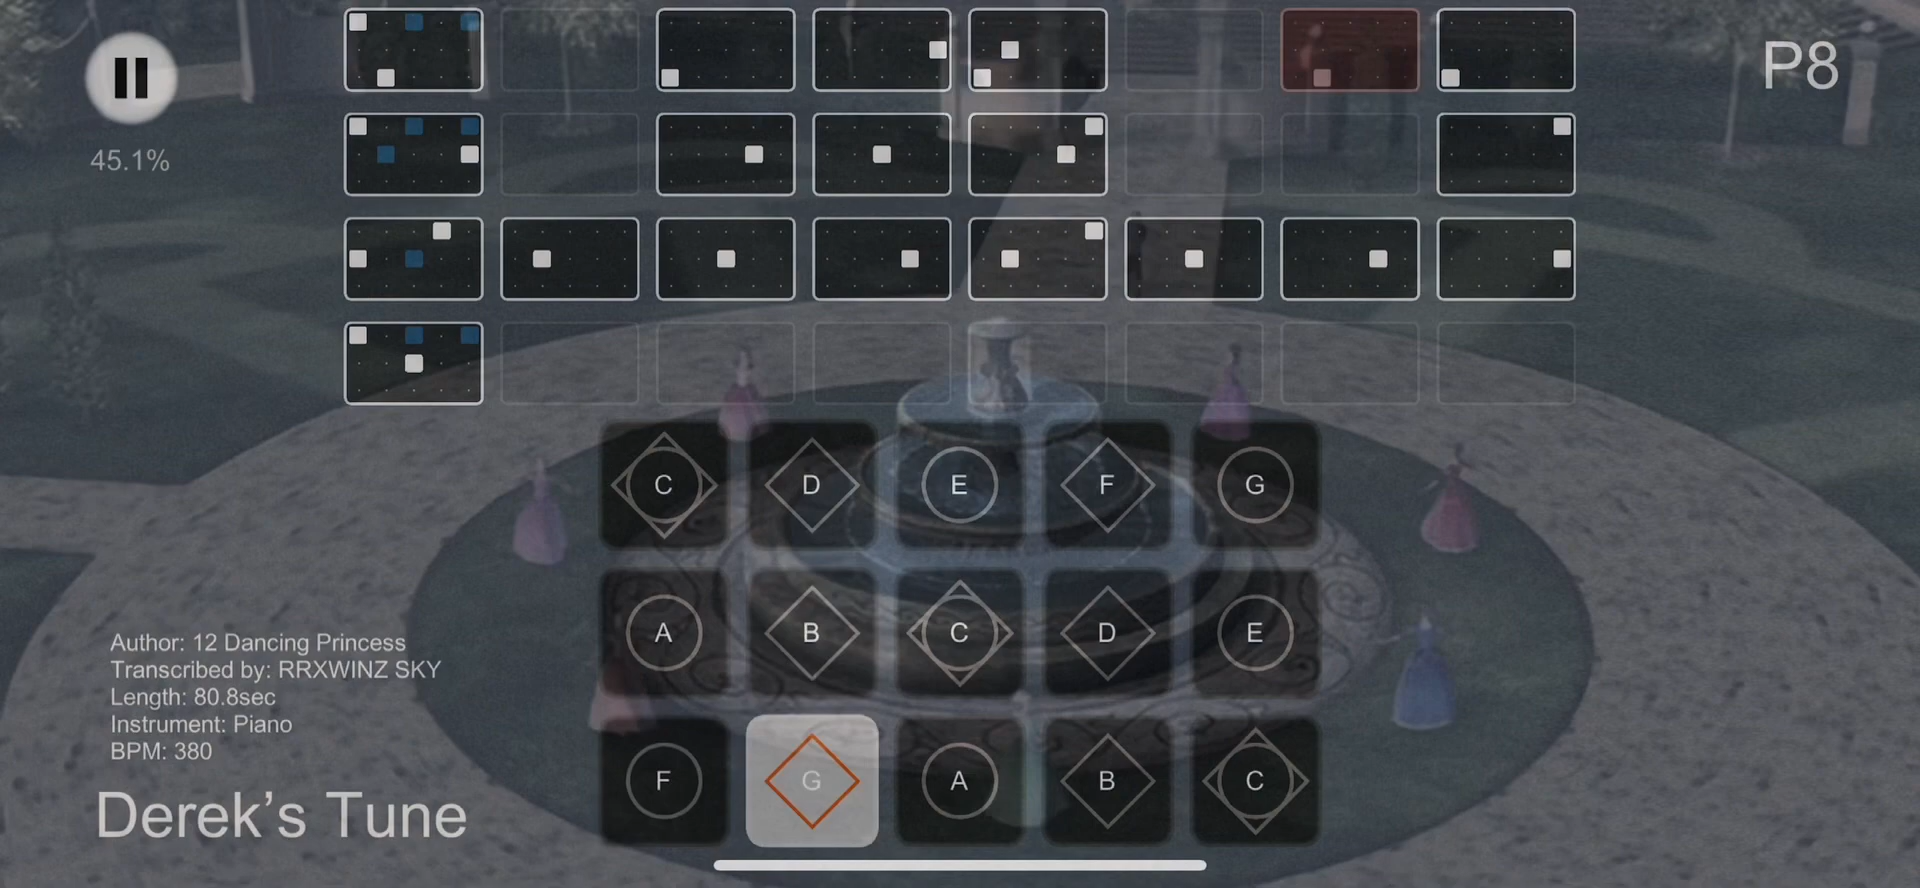 P8
45.1%
C D E F G
A B C D E
F G A B C
Author: 12 Dancing Princess
Transcribed by: RRXWINZ SKY
Length: 80.8sec
Instrument: Piano
BPM: 380
Derek’s Tune